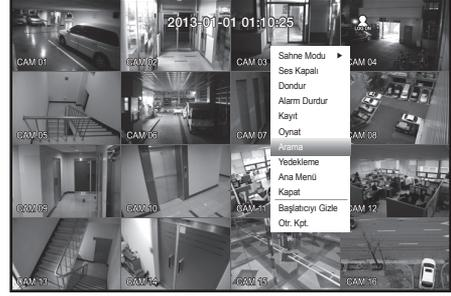 2013-01-01 01:10:25
LOG ON
CAM 01
CAM 02
CAM 03
CAM 04
CAM 05
CAM 06
CAM 07
CAM 08
CAM 09
CAM 10
CAM 11
CAM 12
CAM 13
CAM 14
CAM 15
CAM 16
Sahne Modu
Ses Kapalı
Dondur
Alarm Durdur
Kayıt
Oynat
Arama
Yedekleme
Ana Menü
Kapat
Başlatıcıyı Gizle
Otr. Kpt.